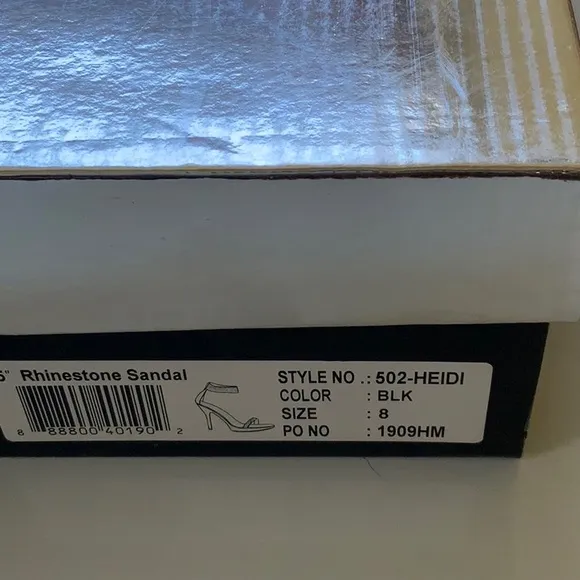 " Rhinestone Sandal
8 88800 40190 2
STYLE NO .: 502-HEIDI
COLOR : BLK
SIZE : 8
PO NO : 1909HM